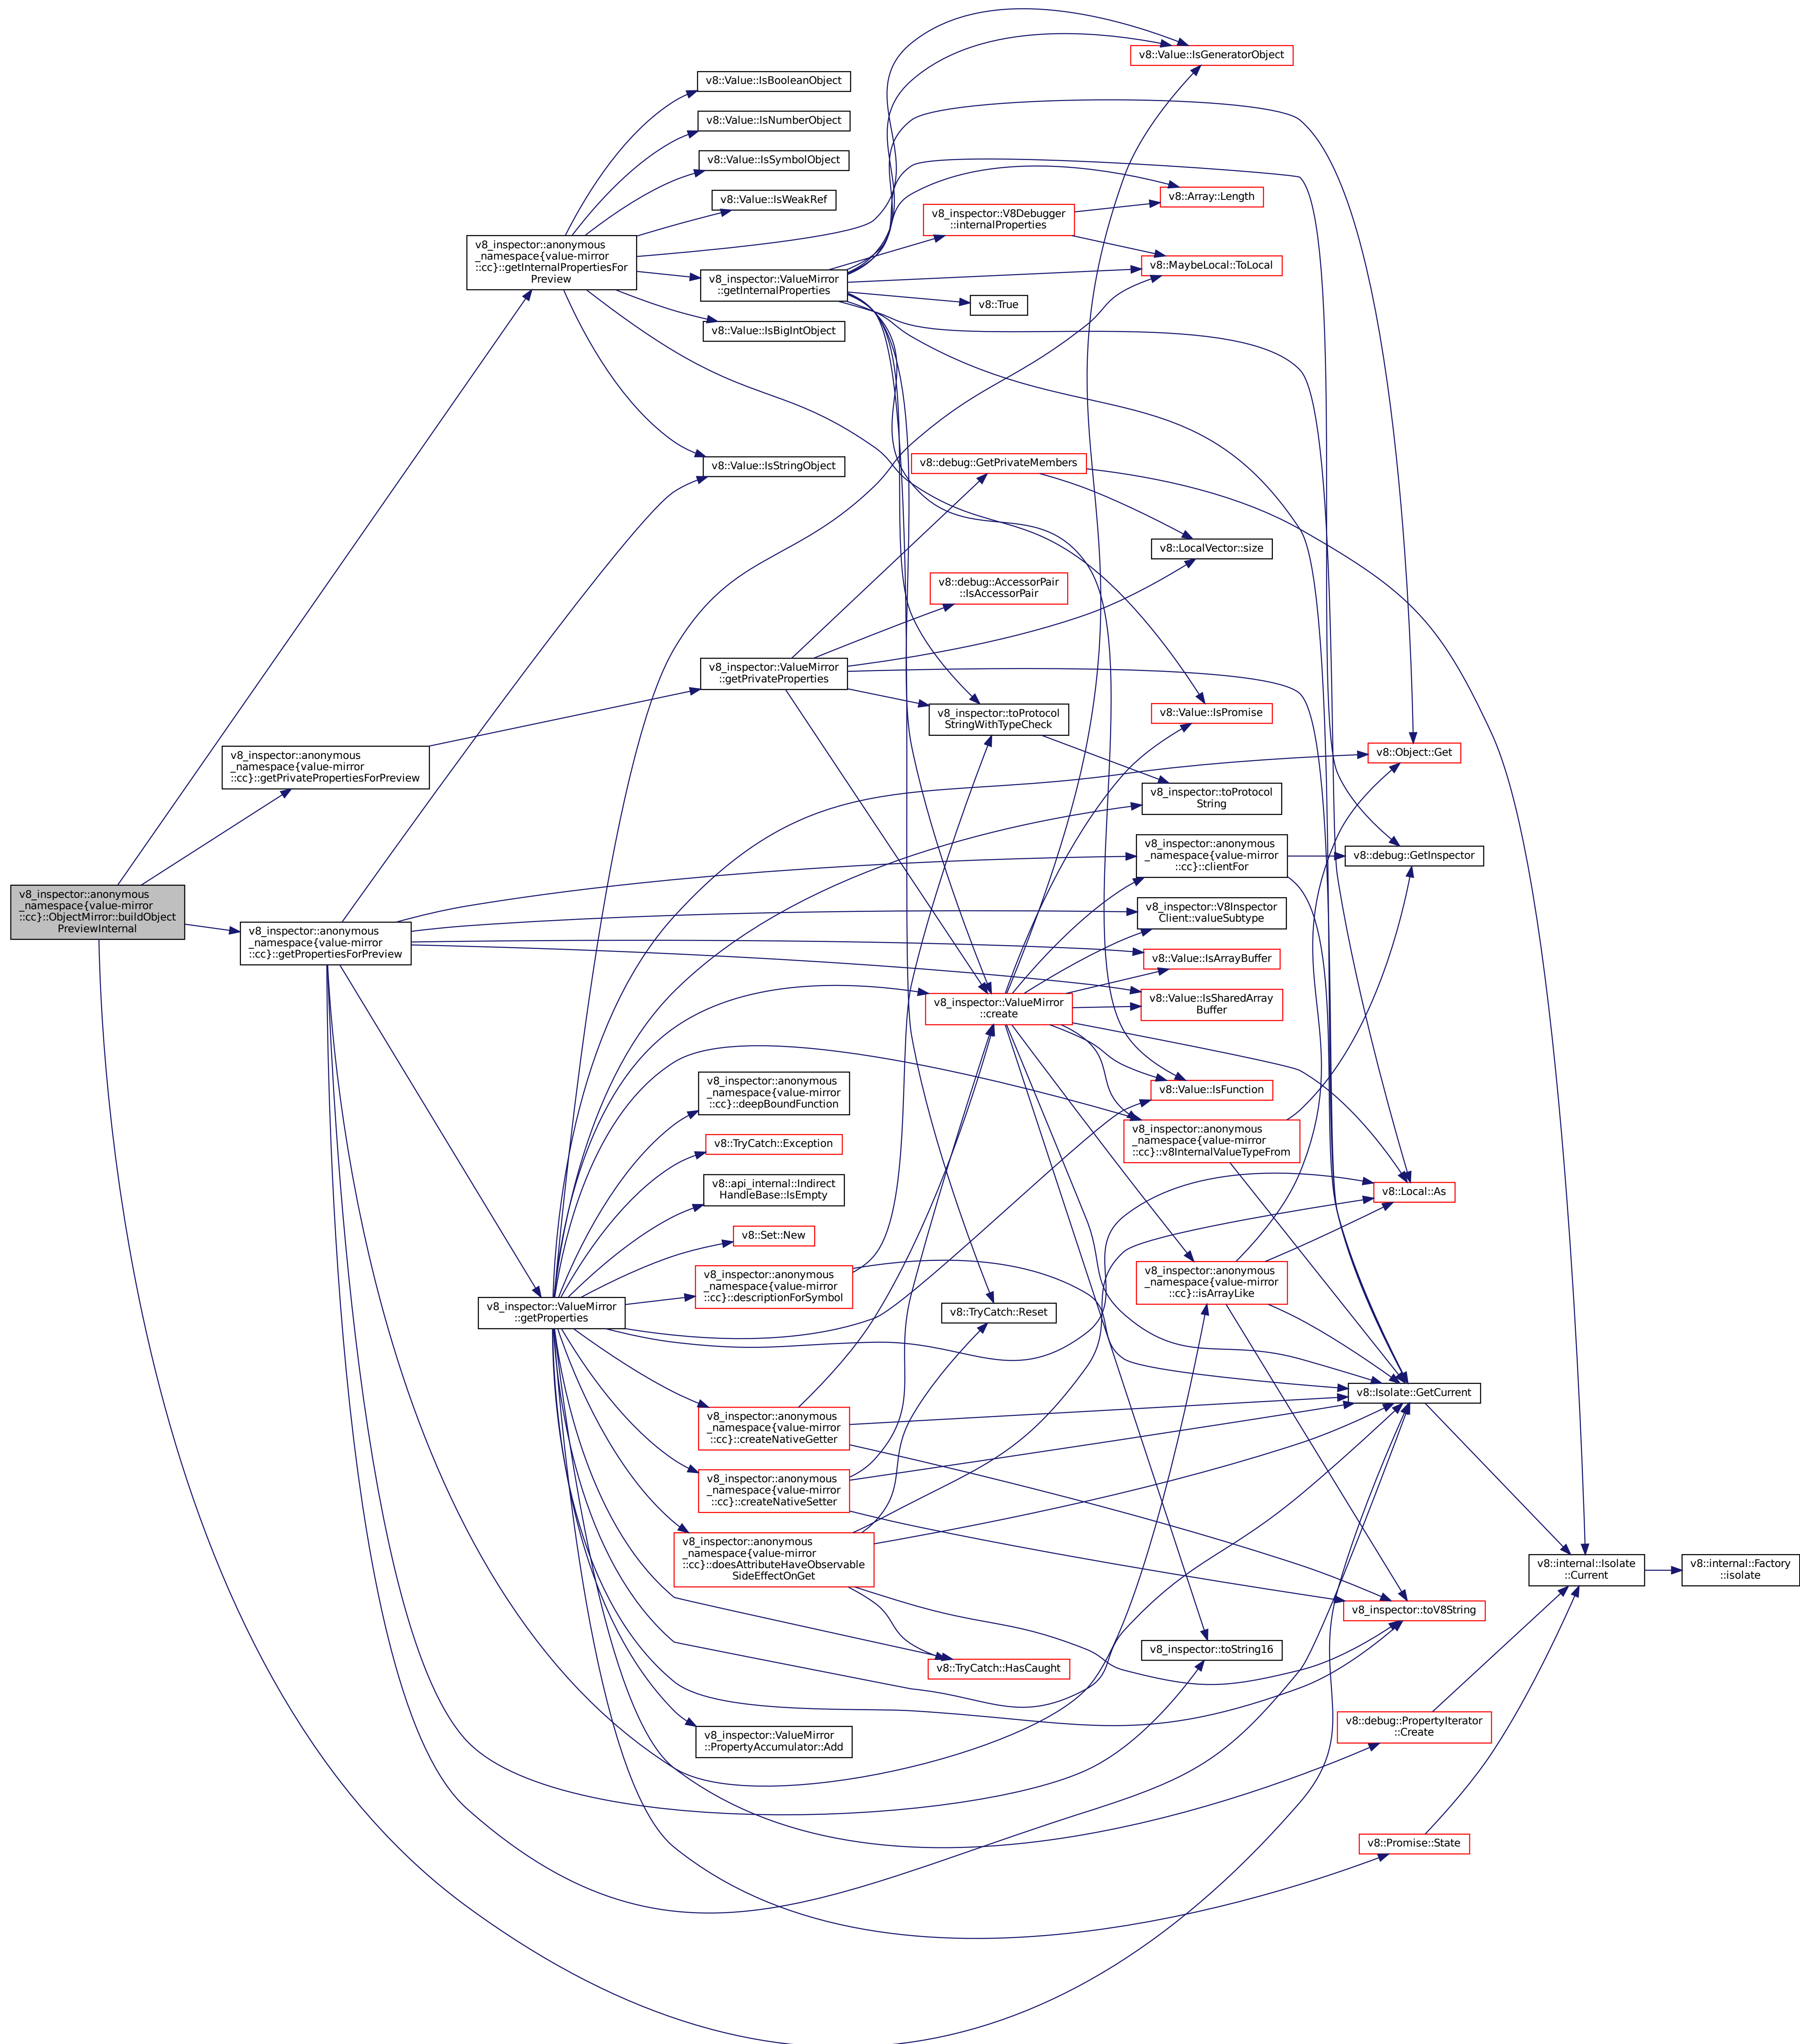 v8::Value::IsGeneratorObject
v8::Value::IsBooleanObject
v8::Value::IsNumberObject
v8::Value::IsSymbolObject
v8::Value::IsWeakRef
v8::Array::Length
v8_inspector::V8Debugger
::internalProperties
v8_inspector::anonymous
_namespace{value-mirror
::cc}::getInternalPropertiesFor
Preview
v8::MaybeLocal::ToLocal
v8_inspector::ValueMirror
::getInternalProperties
v8::True
v8::Value::IsBigIntObject
v8::Value::IsStringObject
v8::debug::GetPrivateMembers
v8::LocalVector::size
v8::debug::AccessorPair
::IsAccessorPair
v8_inspector::ValueMirror
::getPrivateProperties
v8_inspector::toProtocol
StringWithTypeCheck
v8::Value::IsPromise
v8::Object::Get
v8_inspector::anonymous
_namespace{value-mirror
::cc}::getPrivatePropertiesForPreview
v8_inspector::toProtocol
String
v8_inspector::anonymous
_namespace{value-mirror
::cc}::clientFor
v8::debug::GetInspector
v8_inspector::anonymous
_namespace{value-mirror
::cc}::ObjectMirror::buildObject
PreviewInternal
v8_inspector::V8Inspector
Client::valueSubtype
v8_inspector::anonymous
_namespace{value-mirror
::cc}::getPropertiesForPreview
v8::Value::IsArrayBuffer
v8::Value::IsSharedArray
Buffer
v8_inspector::ValueMirror
::create
v8::Value::IsFunction
v8_inspector::anonymous
_namespace{value-mirror
::cc}::deepBoundFunction
v8_inspector::anonymous
_namespace{value-mirror
::cc}::v8InternalValueTypeFrom
v8::TryCatch::Exception
v8::api_internal::Indirect
HandleBase::IsEmpty
v8::Local::As
v8::Set::New
v8_inspector::anonymous
_namespace{value-mirror
::cc}::descriptionForSymbol
v8_inspector::anonymous
_namespace{value-mirror
::cc}::isArrayLike
v8_inspector::ValueMirror
::getProperties
v8::TryCatch::Reset
v8::Isolate::GetCurrent
v8_inspector::anonymous
_namespace{value-mirror
::cc}::createNativeGetter
v8_inspector::anonymous
_namespace{value-mirror
::cc}::createNativeSetter
v8_inspector::anonymous
_namespace{value-mirror
::cc}::doesAttributeHaveObservable
SideEffectOnGet
v8::internal::Isolate
::Current
v8::internal::Factory
::isolate
v8_inspector::toV8String
v8_inspector::toString16
v8::TryCatch::HasCaught
v8_inspector::ValueMirror
::PropertyAccumulator::Add
v8::debug::PropertyIterator
::Create
v8::Promise::State